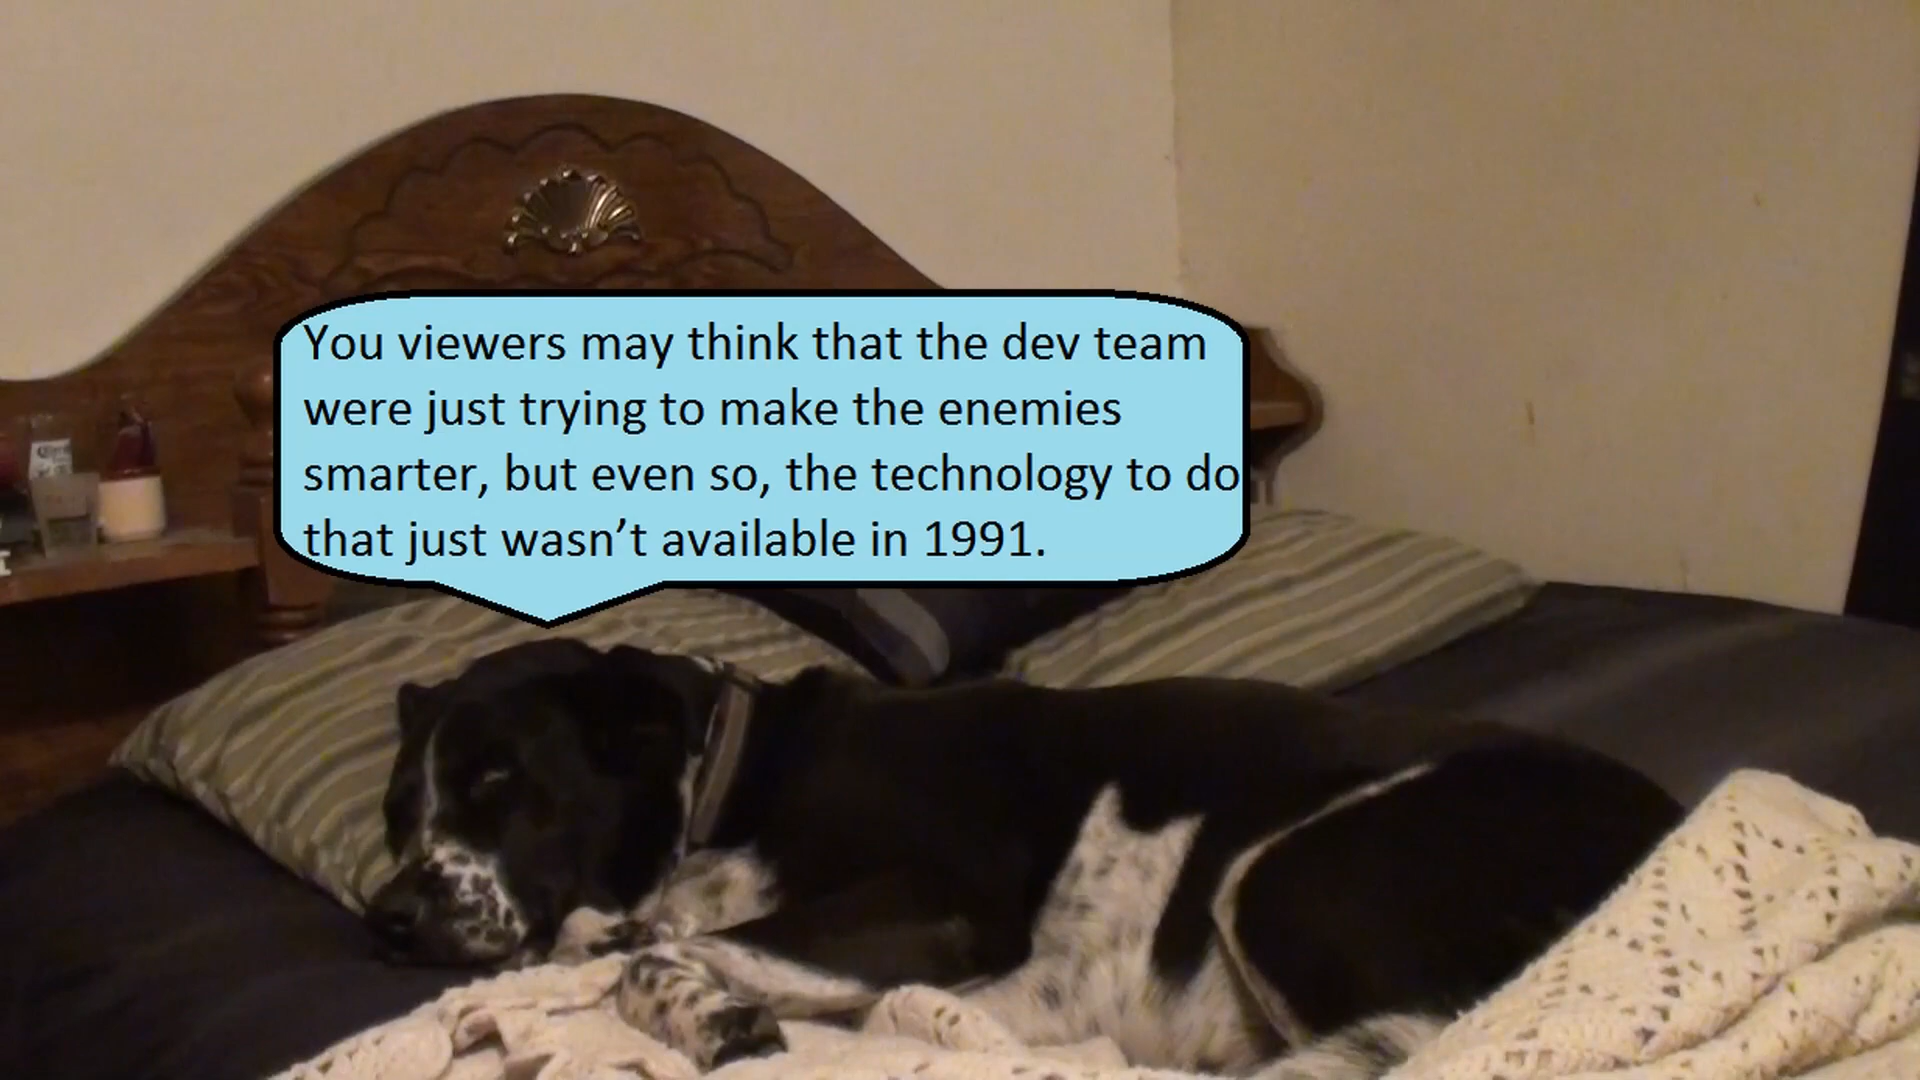 You viewers may think that the dev team
were just trying to make the enemies
smarter, but even so, the technology to do
that just wasn’t available in 1991.